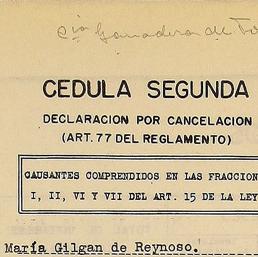 Cía Ganadera de
CEDULA SEGUNDA
DECLARACION POR CANCELACION
(ART. 77 DEL REGLAMENTO)
CAUSANTES COMPRENDIDOS EN LAS FRACCION
I, II, VI Y VII DEL ART. 15 DE LA LEY
María Gilgan de Reynoso.